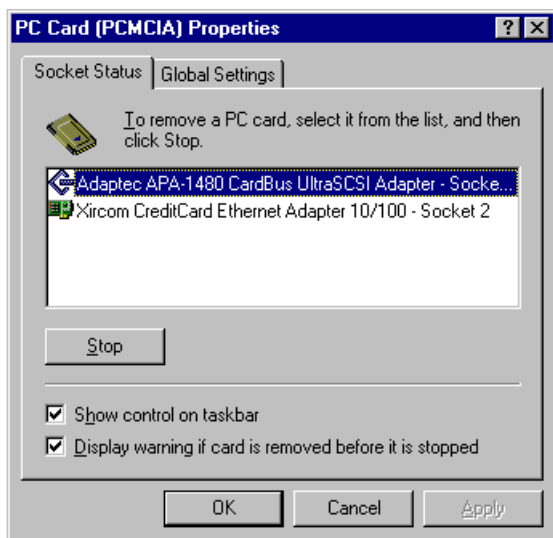 PC Card (PCMCIA) Properties
Socket Status
Global Settings
To remove a PC card, select it from the list, and then
click Stop.
Adaptec APA-1480 CardBus UltraSCSI Adapter - Socke...
Xircom CreditCard Ethernet Adapter 10/100 - Socket 2
Stop
Show control on taskbar
Display warning if card is removed before it is stopped
OK
Cancel
Apply